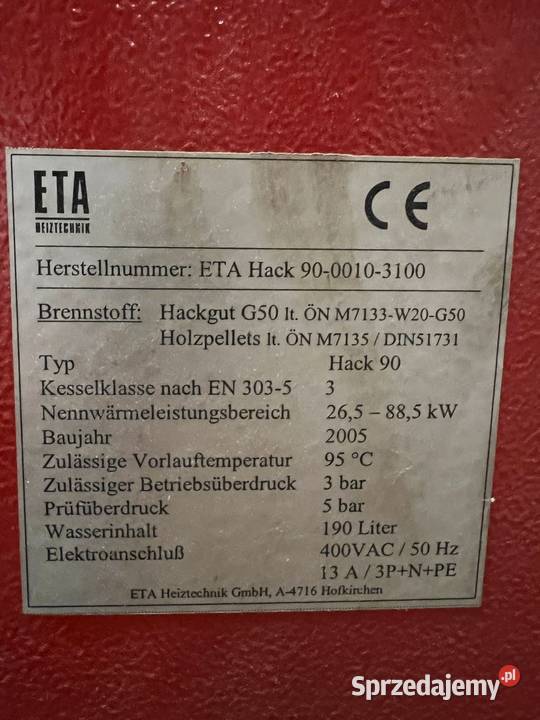 Sprzedajemy.pl
ETA
HEIZTECHNIK
CE
Herstellnummer: ETA Hack 90-0010-3100
Brennstoff: Hackgut G50 lt. ÖN M7133-W20-G50
Holzpellets lt. ÖN M7135 / DIN51731
Typ Hack 90
Kesselklasse nach EN 303-5 3
Nennwärmeleistungsbereich 26,5 – 88,5 kW
Baujahr 2005
Zulässige Vorlauftemperatur 95 °C
Zulässiger Betriebsüberdruck 3 bar
Prüfüberdruck 5 bar
Wasserinhalt 190 Liter
Elektroanschluß 400VAC / 50 Hz
13 A / 3P+N+PE
ETA Heiztechnik GmbH, A-4716 Hofkirchen
Sprzedajemy.pl